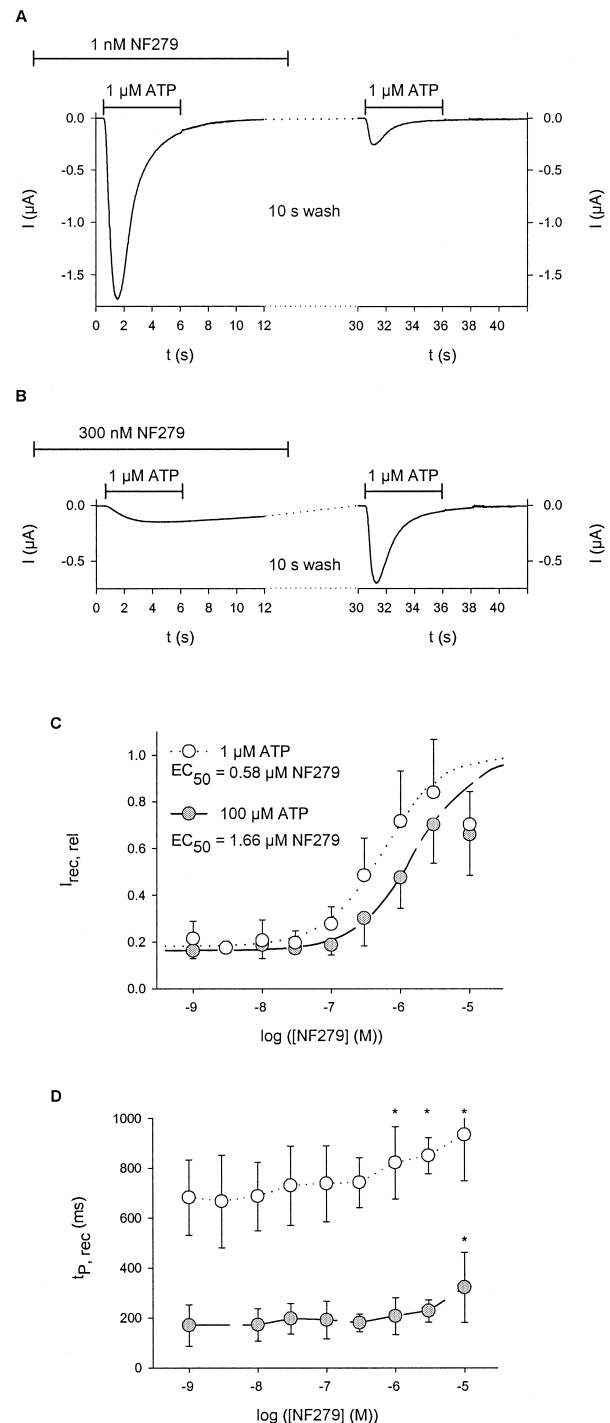 A
1 nM NF279
1 µM ATP 1 µM ATP
0.0 0.0
-0.5 -0.5
-1.0 -1.0
-1.5 -1.5
I (µA) I (µA)
10 s wash
0 2 4 6 8 10 12 30 32 34 36 38 40
t (s) t (s)
B
300 nM NF279
1 µM ATP 1 µM ATP
0.0 0.0
-0.5 -0.5
I (µA) I (µA)
10 s wash
0 2 4 6 8 10 12 30 32 34 36 38 40
t (s) t (s)
C
1 µM ATP
EC50 = 0.58 µM NF279
100 µM ATP
EC50 = 1.66 µM NF279
1.0
0.8
0.6
0.4
0.2
0.0
Irec, rel
-9 -8 -7 -6 -5
log ([NF279] (M))
D
* * *
*
1000
800
600
400
200
0
tP, rec (ms)
-9 -8 -7 -6 -5
log ([NF279] (M))